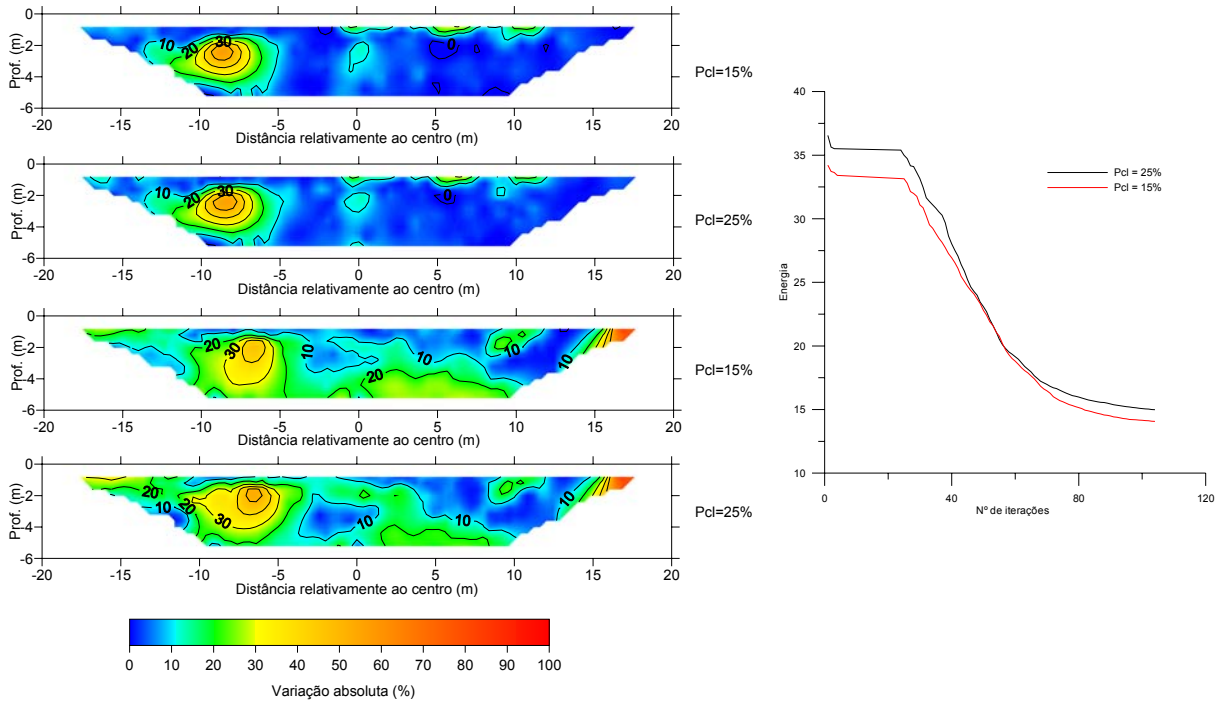 0
-2
-4
-6
Prof. (m)
10
20
30
0
-20 -15 -10 -5 0 5 10 15 20
Distância relativamente ao centro (m)
Pcl=15%
0
-2
-4
-6
Prof. (m)
10
20
30
0
-20 -15 -10 -5 0 5 10 15 20
Distância relativamente ao centro (m)
Pcl=25%
0
-2
-4
-6
Prof. (m)
20
30
10
20
10
10
10
-20 -15 -10 -5 0 5 10 15 20
Distância relativamente ao centro (m)
Pcl=15%
0
-2
-4
-6
Prof. (m)
20
10
20
30
10
10
10
-20 -15 -10 -5 0 5 10 15 20
Distância relativamente ao centro (m)
Pcl=25%
0 10 20 30 40 50 60 70 80 90 100
Variação absoluta (%)
40
35
30
25
20
15
10
Energia
0 40 80 120
Nº de iterações
Pcl = 25%
Pcl = 15%